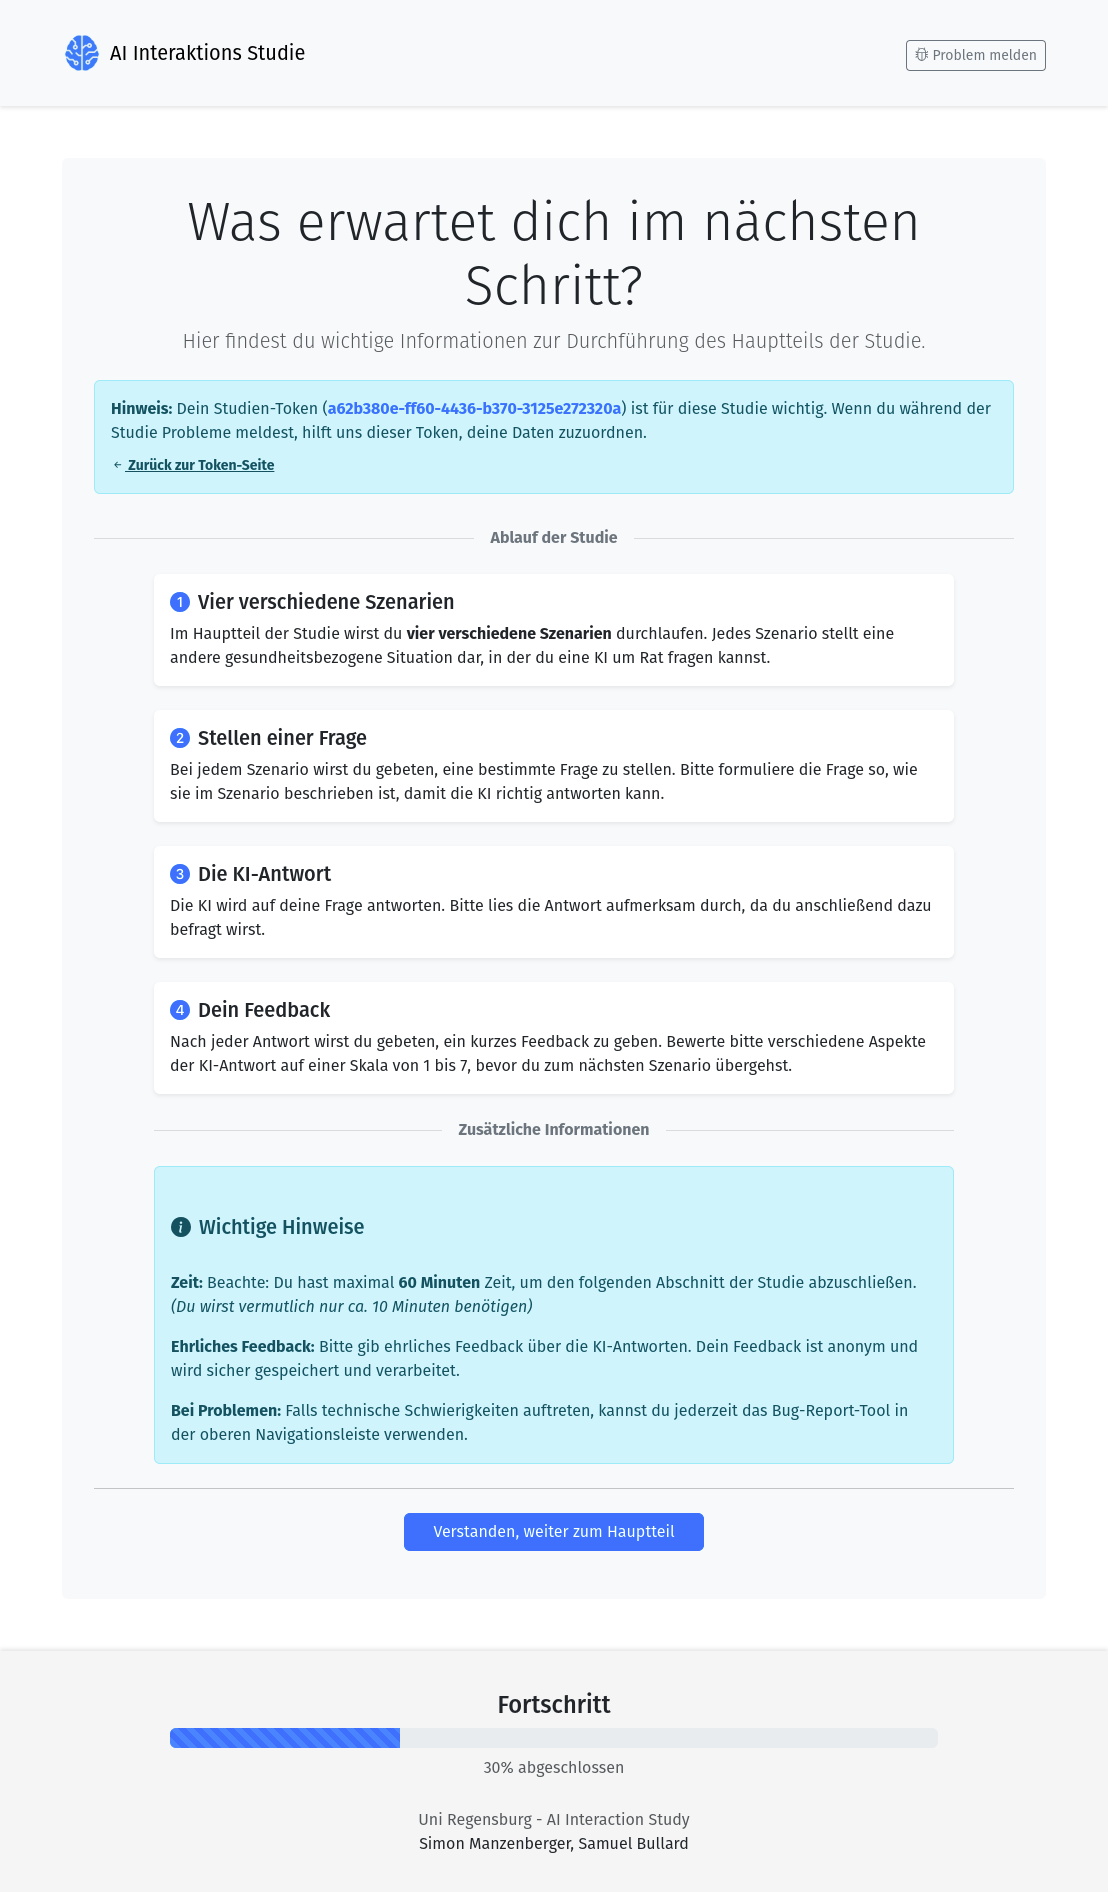 AI Interaktions Studie
Problem melden
Was erwartet dich im nächsten
Schritt?
Hier findest du wichtige Informationen zur Durchführung des Hauptteils der Studie.
Hinweis: Dein Studien-Token (a62b380e-ff60-4436-b370-3125e272320a) ist für diese Studie wichtig. Wenn du während der
Studie Probleme meldest, hilft uns dieser Token, deine Daten zuzuordnen.
← Zurück zur Token-Seite
Ablauf der Studie
1 Vier verschiedene Szenarien
Im Hauptteil der Studie wirst du vier verschiedene Szenarien durchlaufen. Jedes Szenario stellt eine
andere gesundheitsbezogene Situation dar, in der du eine KI um Rat fragen kannst.
2 Stellen einer Frage
Bei jedem Szenario wirst du gebeten, eine bestimmte Frage zu stellen. Bitte formuliere die Frage so, wie
sie im Szenario beschrieben ist, damit die KI richtig antworten kann.
3 Die KI-Antwort
Die KI wird auf deine Frage antworten. Bitte lies die Antwort aufmerksam durch, da du anschließend dazu
befragt wirst.
4 Dein Feedback
Nach jeder Antwort wirst du gebeten, ein kurzes Feedback zu geben. Bewerte bitte verschiedene Aspekte
der KI-Antwort auf einer Skala von 1 bis 7, bevor du zum nächsten Szenario übergehst.
Zusätzliche Informationen
Wichtige Hinweise
Zeit: Beachte: Du hast maximal 60 Minuten Zeit, um den folgenden Abschnitt der Studie abzuschließen.
(Du wirst vermutlich nur ca. 10 Minuten benötigen)
Ehrliches Feedback: Bitte gib ehrliches Feedback über die KI-Antworten. Dein Feedback ist anonym und
wird sicher gespeichert und verarbeitet.
Bei Problemen: Falls technische Schwierigkeiten auftreten, kannst du jederzeit das Bug-Report-Tool in
der oberen Navigationsleiste verwenden.
Verstanden, weiter zum Hauptteil
Fortschritt
30% abgeschlossen
Uni Regensburg - AI Interaction Study
Simon Manzenberger, Samuel Bullard